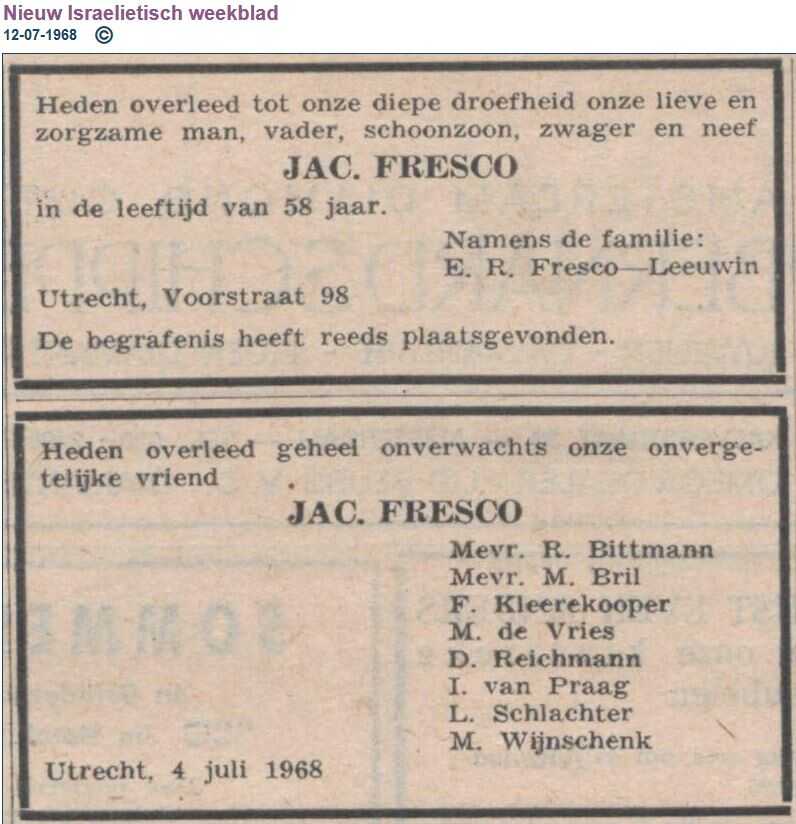 Nieuw Israelietisch weekblad
12-07-1968 ©
Heden overleed tot onze diepe droefheid onze lieve en
zorgzame man, vader, schoonzoon, zwager en neef
JAC. FRESCO
in de leeftijd van 58 jaar.
Namens de familie:
E. R. Fresco—Leeuwin
Utrecht, Voorstraat 98
De begrafenis heeft reeds plaatsgevonden.
Heden overleed geheel onverwachts onze onverge-
telijke vriend
JAC. FRESCO
Mevr. R. Bittmann
Mevr. M. Bril
F. Kleerekooper
M. de Vries
D. Reichmann
I. van Praag
L. Schlachter
M. Wijnschenk
Utrecht, 4 juli 1968